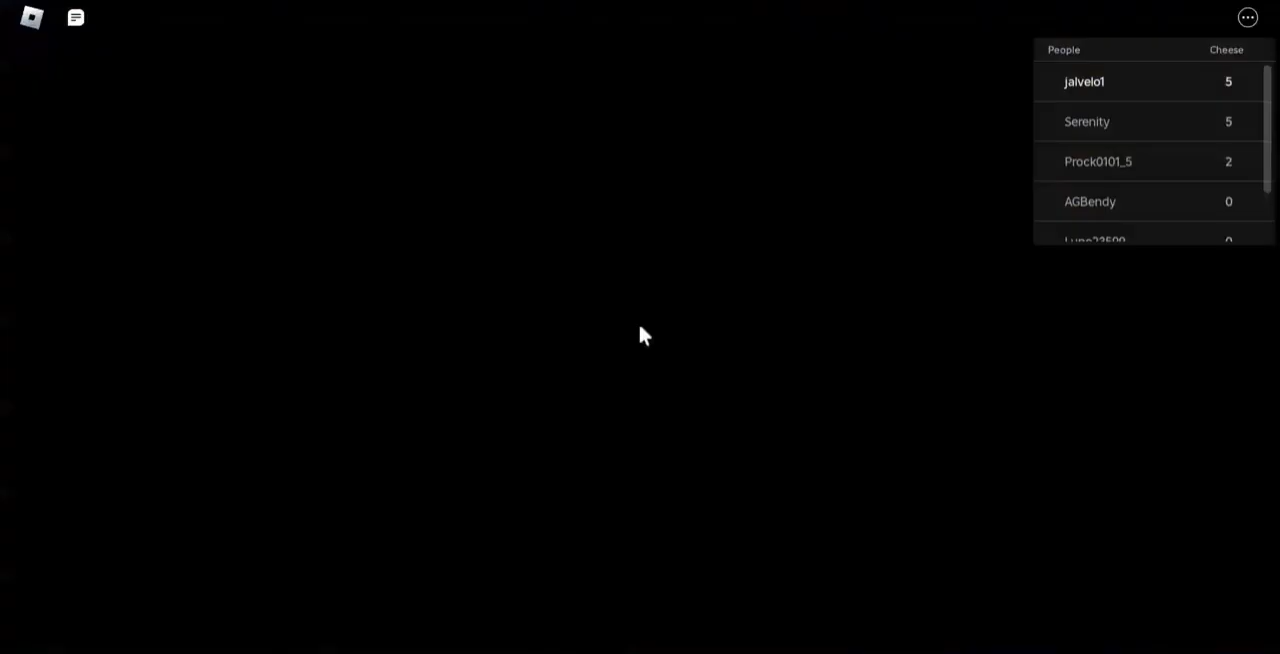 People Cheese
jalvelo1 5
Serenity 5
Prock0101_5 2
AGBendy 0